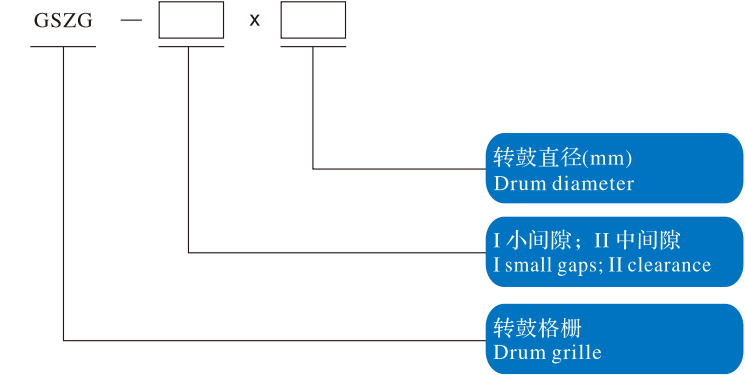 GSZG — x
转鼓直径(mm)
Drum diameter
I 小间隙；II 中间隙
I small gaps; II clearance
转鼓格栅
Drum grille